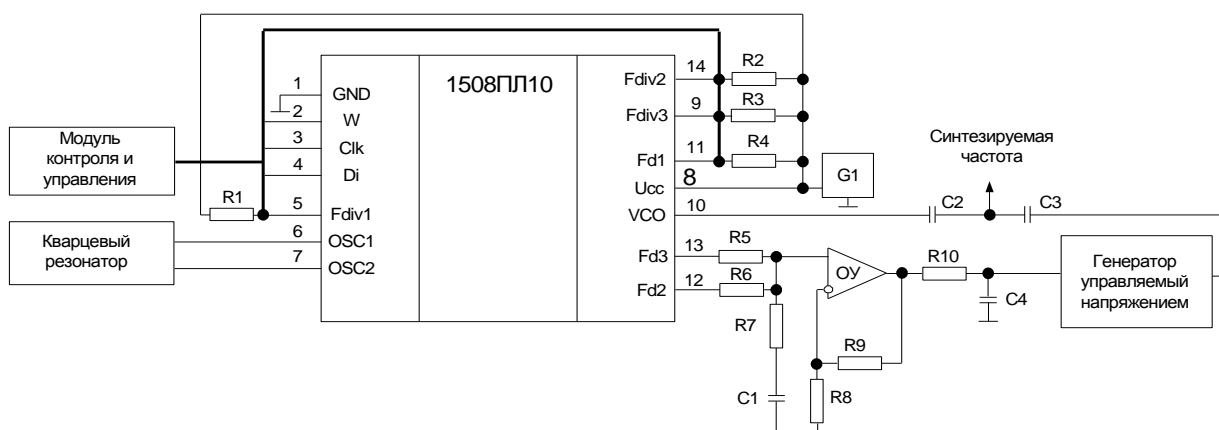 1508ПЛ10
1
GND
2
W
3
Clk
4
Di
5
Fdiv1
6
OSC1
7
OSC2
Fdiv2
14
Fdiv3
9
Fd1
11
Ucc
8
VCO
10
Fd3
13
Fd2
12
Модуль
контроля и
управления
Кварцевый
резонатор
R1
R2
R3
R4
G1
Синтезируемая
частота
C2
C3
R5
R6
R7
C1
ОУ
R8
R9
R10
C4
Генератор
управляемый
напряжением